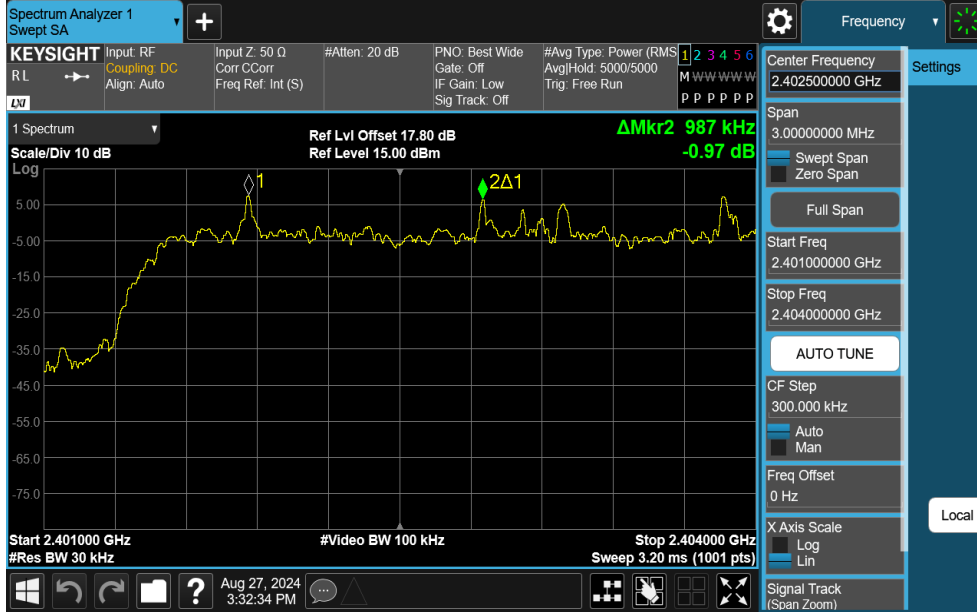 Spectrum Analyzer 1
Swept SA
Frequency
KEYSIGHT
R L
LXI
Input: RF
Coupling: DC
Align: Auto
Input Z: 50 Ω
Corr CCorr
Freq Ref: Int (S)
#Atten: 20 dB
PNO: Best Wide
Gate: Off
IF Gain: Low
Sig Track: Off
#Avg Type: Power (RMS
Avg|Hold: 5000/5000
Trig: Free Run
1 2 3 4 5 6
M W W W W W
P P P P P P
1 Spectrum
Scale/Div 10 dB
Log
Ref Lvl Offset 17.80 dB
Ref Level 15.00 dBm
ΔMkr2 987 kHz
-0.97 dB
1
2Δ1
5.00
-5.00
-15.0
-25.0
-35.0
-45.0
-55.0
-65.0
-75.0
Start 2.401000 GHz
#Res BW 30 kHz
#Video BW 100 kHz
Stop 2.404000 GHz
Sweep 3.20 ms (1001 pts)
Center Frequency
2.402500000 GHz
Span
3.00000000 MHz
Swept Span
Zero Span
Full Span
Start Freq
2.401000000 GHz
Stop Freq
2.404000000 GHz
AUTO TUNE
CF Step
300.000 kHz
Auto
Man
Freq Offset
0 Hz
X Axis Scale
Log
Lin
Signal Track
(Span Zoom)
Settings
Local
Aug 27, 2024
3:32:34 PM